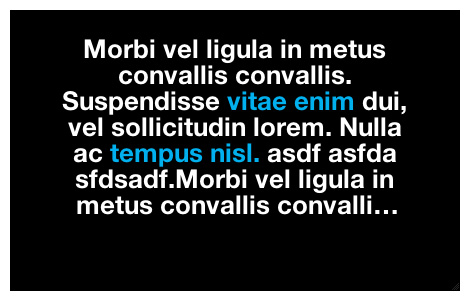 Morbi vel ligula in metus
convallis convallis.
Suspendisse vitae enim dui,
vel sollicitudin lorem. Nulla
ac tempus nisl. asdf asfda
sfdsadf.Morbi vel ligula in
metus convallis convalli…